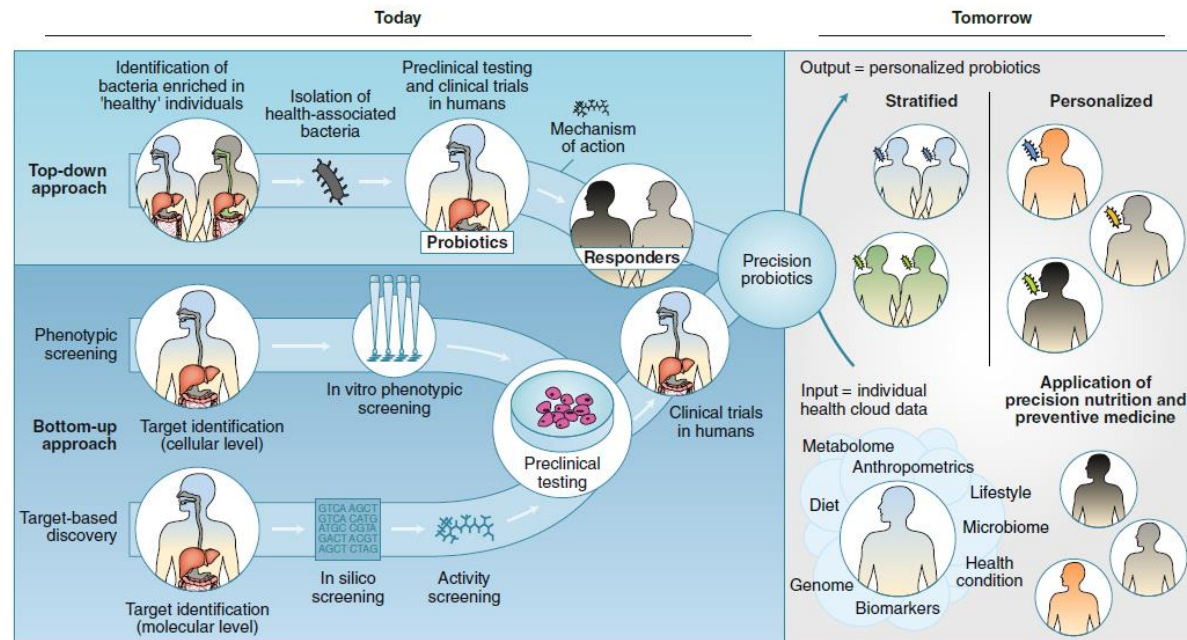 Today
Tomorrow
Identification of
bacteria enriched in
'healthy' individuals
Isolation of
health-associated
bacteria
Preclinical testing
and clinical trials
in humans
Mechanism
of action
Top-down
approach
Probiotics
Responders
Precision
probiotics
Phenotypic
screening
In vitro phenotypic
screening
Target identification
(cellular level)
Bottom-up
approach
Preclinical
testing
Clinical trials
in humans
Target-based
discovery
GTCA AGCT
GTCA CATG
ATGC CGTA
GACT ACGT
AGCT CTAG
In silico
screening
Activity
screening
Target identification
(molecular level)
Output = personalized probiotics
Stratified
Personalized
Input = individual
health cloud data
Application of
precision nutrition and
preventive medicine
Metabolome
Anthropometrics
Diet
Lifestyle
Microbiome
Health
condition
Genome
Biomarkers